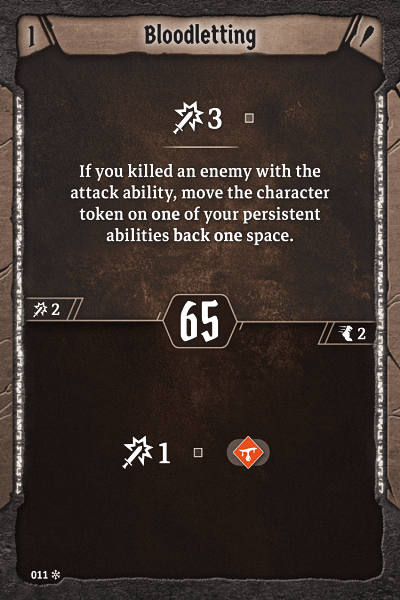 1
Bloodletting
3
If you killed an enemy with the
attack ability, move the character
token on one of your persistent
abilities back one space.
2
65
2
1
011